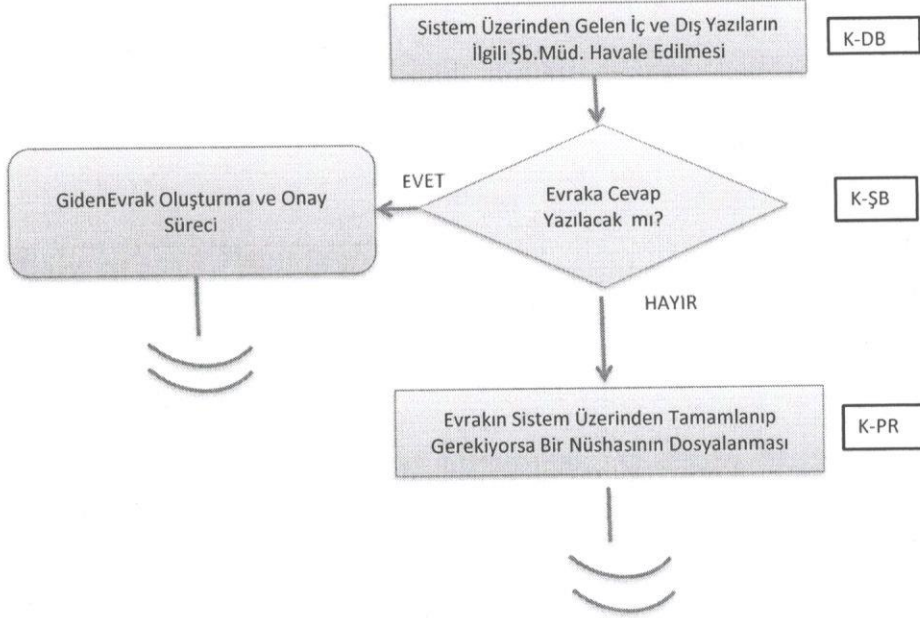 Sistem Üzerinden Gelen İç ve Dış Yazıların
İlgili Şb.Müd. Havale Edilmesi
K-DB
EVET
GidenEvrak Oluşturma ve Onay
Süreci
Evraka Cevap
Yazılacak mı?
K-ŞB
HAYIR
Evrakın Sistem Üzerinden Tamamlanıp
Gerekiyorsa Bir Nüshasının Dosyalanması
K-PR